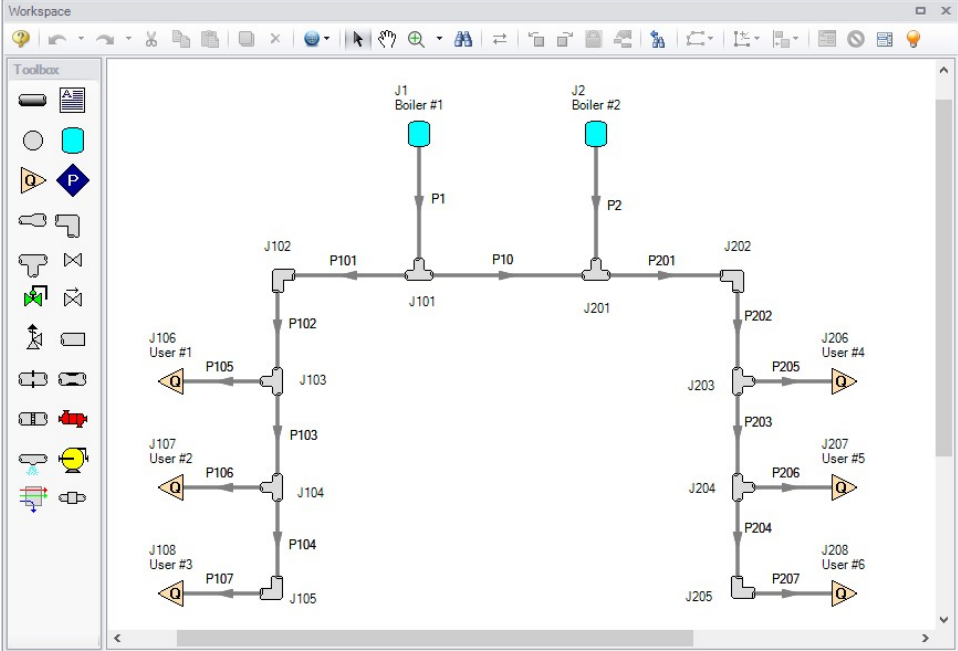 Workspace
Toolbox
A
Q
P
J1
Boiler #1
J2
Boiler #2
P1
P2
J102
P101
P10
P201
J202
J101
J201
P102
P202
J106
User #1
P105
Q
J103
J206
User #4
P205
Q
J203
P103
P203
J107
User #2
P106
Q
J104
J207
User #5
P206
Q
J204
P104
P204
J108
User #3
P107
Q
J105
J208
User #6
P207
Q
J205